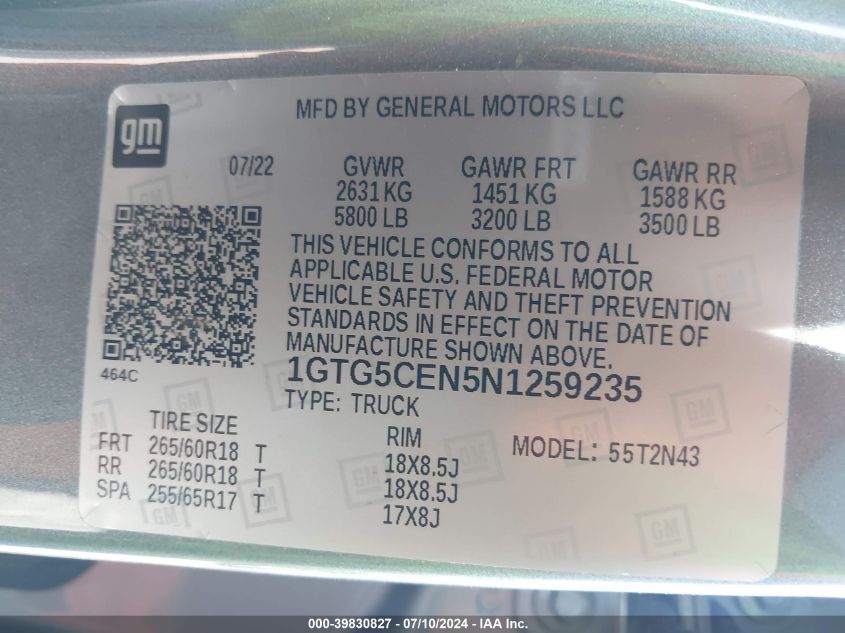 MFD BY GENERAL MOTORS LLC
gm
07/22 GVWR GAWR FRT GAWR RR
2631 KG 1451 KG 1588 KG
5800 LB 3200 LB 3500 LB
THIS VEHICLE CONFORMS TO ALL
APPLICABLE U.S. FEDERAL MOTOR
VEHICLE SAFETY AND THEFT PREVENTION
STANDARDS IN EFFECT ON THE DATE OF
MANUFACTURE SHOWN ABOVE.
464C
1GTG5CEN5N1259235
TYPE: TRUCK
TIRE SIZE RIM MODEL: 55T2N43
FRT 265/60R18 T 18X8.5J
RR 265/60R18 T 18X8.5J
SPA 255/65R17 T 17X8J
000-39830827 - 07/10/2024 - IAA Inc.